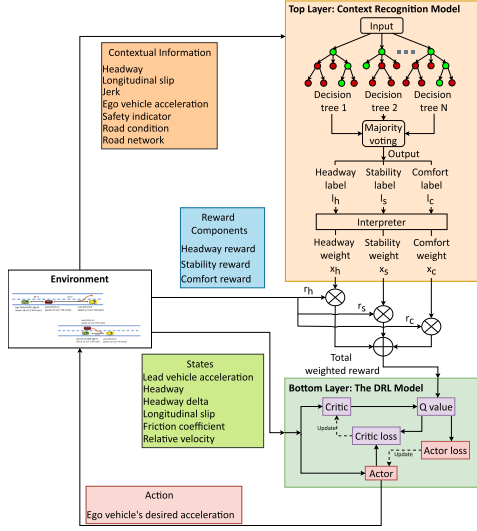 Top Layer: Context Recognition Model
Input
Contextual Information
Headway
Longitudinal slip
Jerk
Ego vehicle acceleration
Safety indicator
Road condition
Road network
Decision tree 1
Decision tree 2
Decision tree N
Majority voting
Output
Headway label
Stability label
Comfort label
lh
ls
lc
Interpreter
Headway weight
Stability weight
Comfort weight
xh
xs
xc
Reward Components
Headway reward
Stability reward
Comfort reward
Environment
rh
rs
rc
Total weighted reward
States
Lead vehicle acceleration
Headway
Headway delta
Longitudinal slip
Friction coefficient
Relative velocity
Bottom Layer: The DRL Model
Critic
Q value
Update
Critic loss
Actor loss
Update
Actor
Action
Ego vehicle's desired acceleration